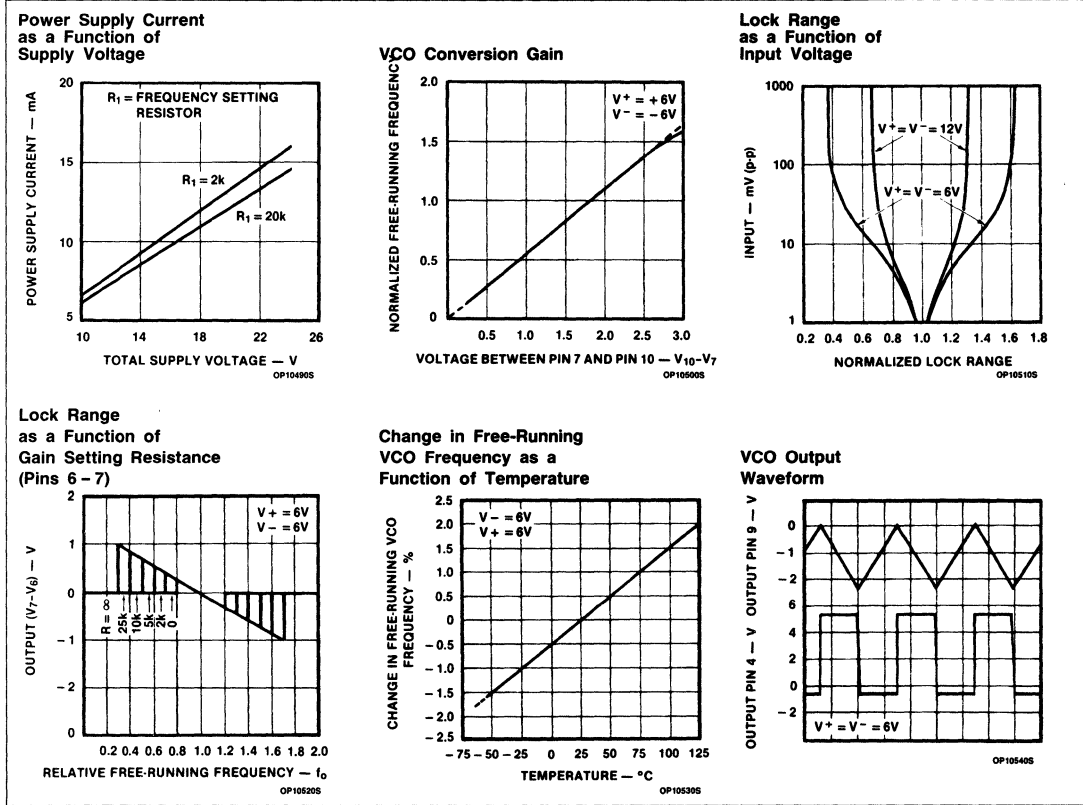 Power Supply Current
as a Function of
Supply Voltage
POWER SUPPLY CURRENT — mA
20
15
10
5
R1 = FREQUENCY SETTING
RESISTOR
R1 = 2k
R1 = 20k
10 14 18 22 26
TOTAL SUPPLY VOLTAGE — V
OP10490S
VCO Conversion Gain
NORMALIZED FREE-RUNNING FREQUENCY
2.0
1.5
1.0
0.5
0
V+ = +6V
V− = −6V
0.5 1.0 1.5 2.0 2.5 3.0
VOLTAGE BETWEEN PIN 7 AND PIN 10 — V10-V7
OP10500S
Lock Range
as a Function of
Input Voltage
INPUT — mV (p-p)
1000
100
10
1
V+ = V− = 12V
V+ = V− = 6V
0.2 0.4 0.6 0.8 1.0 1.2 1.4 1.6 1.8
NORMALIZED LOCK RANGE
OP10510S
Lock Range
as a Function of
Gain Setting Resistance
(Pins 6 – 7)
OUTPUT (V7-V6) — V
2
1
0
−1
−2
0
V + = 6V
V − = 6V
R = ∞
25k
10k
5k
2k
0
0.2 0.4 0.6 0.8 1.0 1.2 1.4 1.6 1.8 2.0
RELATIVE FREE-RUNNING FREQUENCY — fo
OP10520S
Change in Free-Running
VCO Frequency as a
Function of Temperature
CHANGE IN FREE-RUNNING VCO
FREQUENCY — %
2.5
2.0
1.5
1.0
0.5
0
−0.5
−1.0
−1.5
−2.0
−2.5
V − = 6V
V + = 6V
−75 −50 −25 0 25 50 75 100 125
TEMPERATURE — °C
OP10530S
VCO Output
Waveform
OUTPUT PIN 9 — V
0
−1
−2
OUTPUT PIN 4 — V
6
4
2
0
−2
V+ = V− = 6V
OP10540S